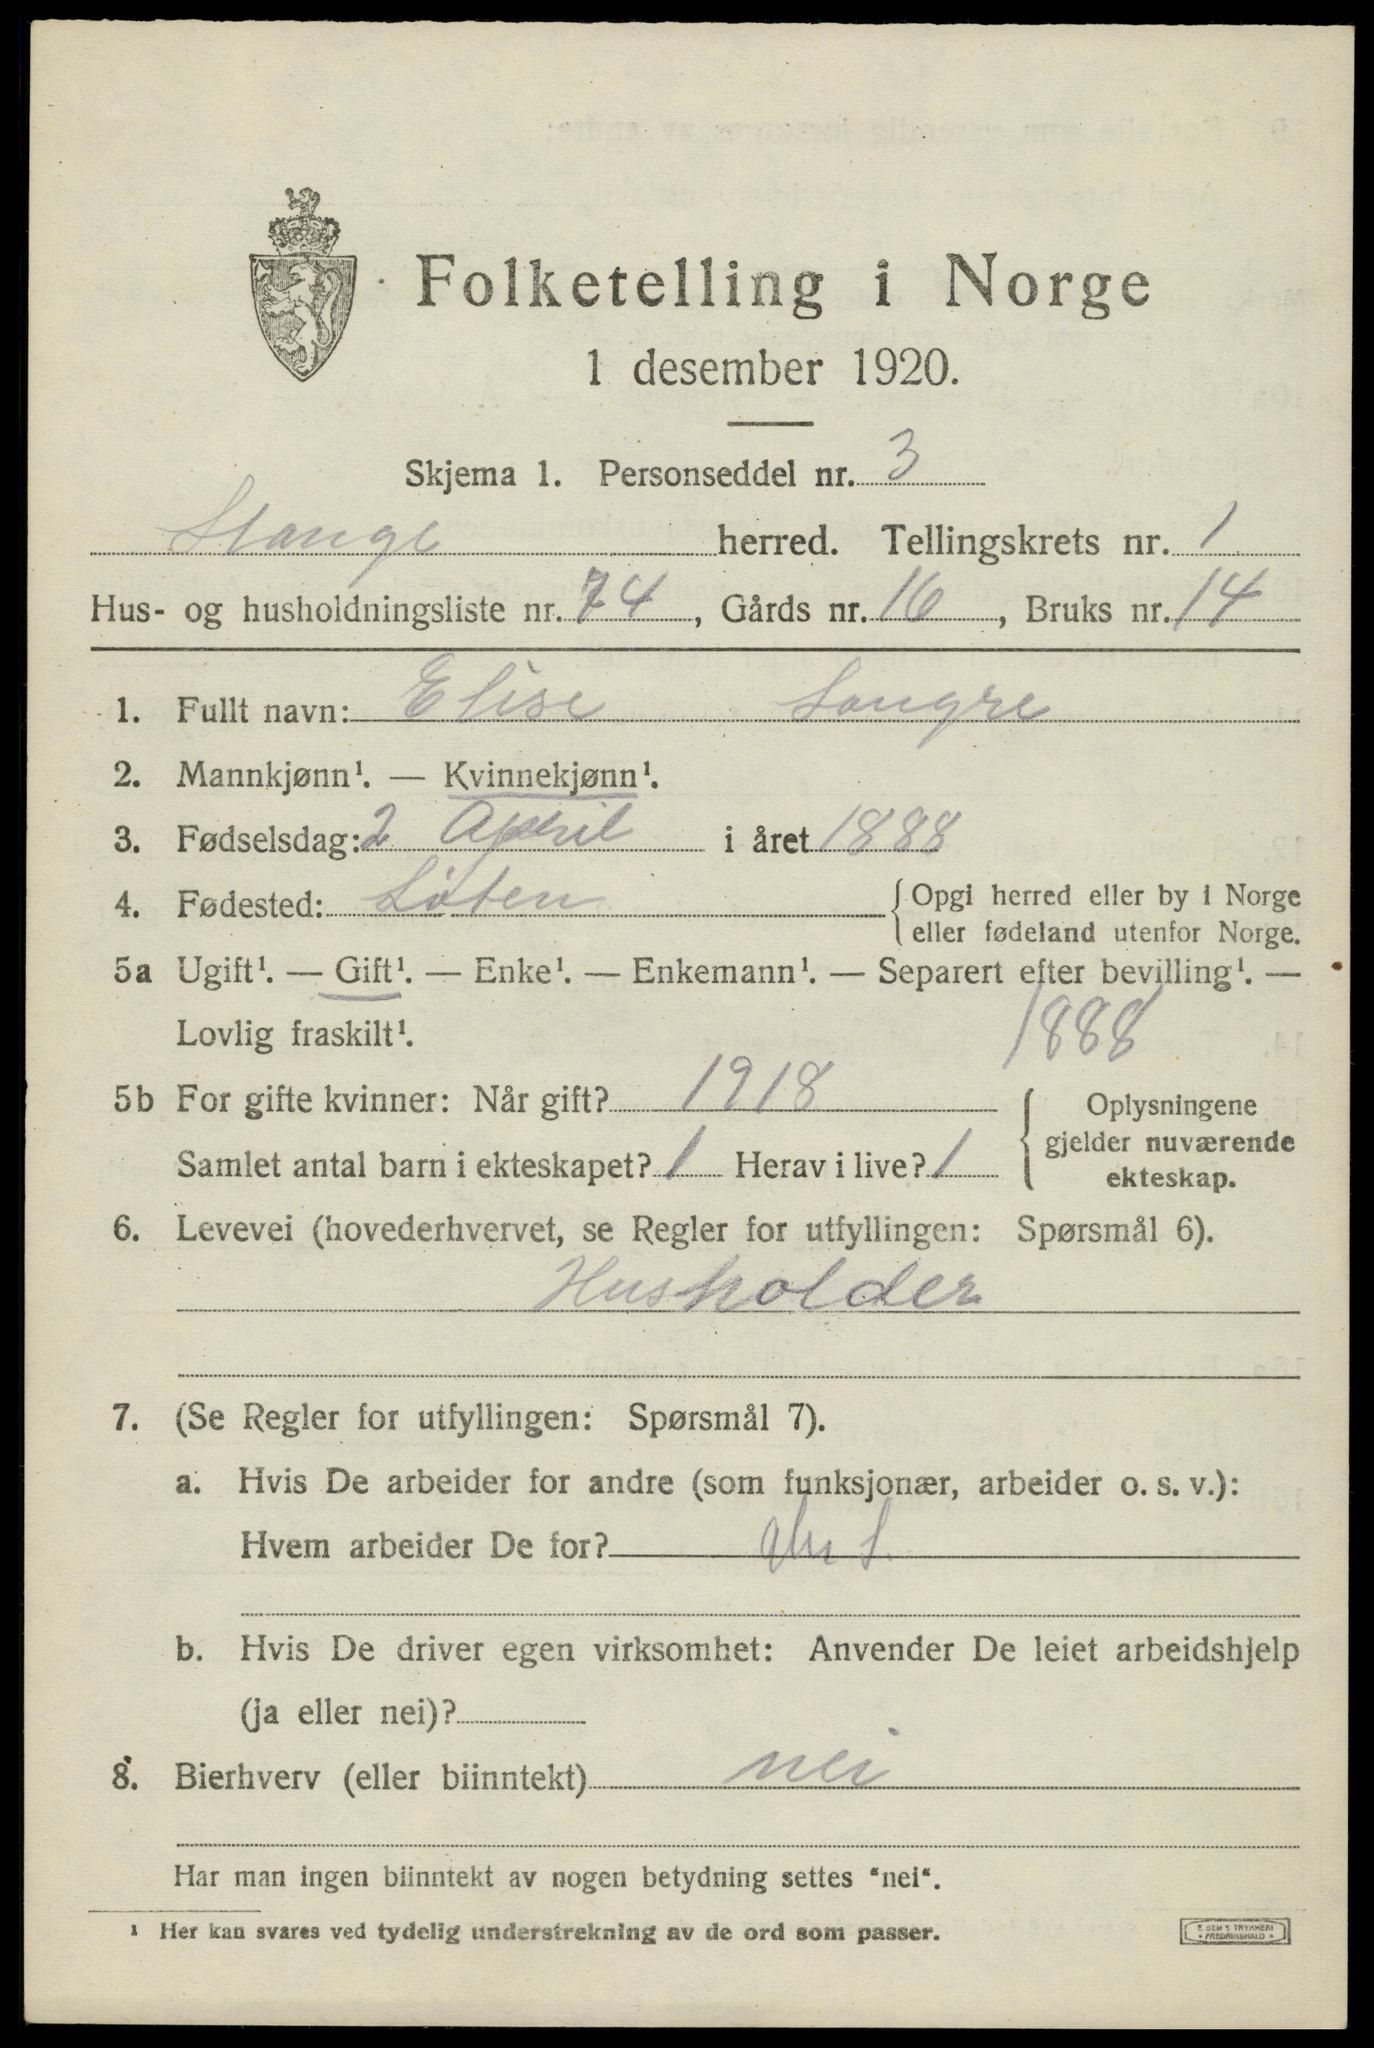 Folketelling i Norge
1 desember 1920.
Skjema 1. Personseddel nr. 3
Stange herred. Tellingskrets nr. 1
Hus- og husholdningsliste nr. 74, Gårds nr. 16, Bruks nr. 14
1. Fullt navn: Elise
2. Mannkjønn¹. — Kvinnekjønn¹.
3. Fødselsdag: 2 April i året 1888
4. Fødested: Løten {Opgi herred eller by i Norge
eller fødeland utenfor Norge.
5a Ugift¹. — Gift¹. — Enke¹. — Enkemann¹. — Separert efter bevilling¹. —
Lovlig fraskilt¹. 1888
5b For gifte kvinner: Når gift? 1918
Samlet antal barn i ekteskapet? 1 Herav i live? 1
Oplysningene
gjelder nuværende
ekteskap.
6. Levevei (hovederhvervet, se Regler for utfyllingen: Spørsmål 6).
Husholder
7. (Se Regler for utfyllingen: Spørsmål 7).
a. Hvis De arbeider for andre (som funksjonær, arbeider o. s. v.):
Hvem arbeider De for?
b. Hvis De driver egen virksomhet: Anvender De leiet arbeidshjelp
(ja eller nei)?
8. Bierhverv (eller biinntekt) nei
Har man ingen biinntekt av nogen betydning settes "nei".
¹ Her kan svares ved tydelig understrekning av de ord som passer.
E. SEM'S TRYKKERI
FREDRIKSHALD